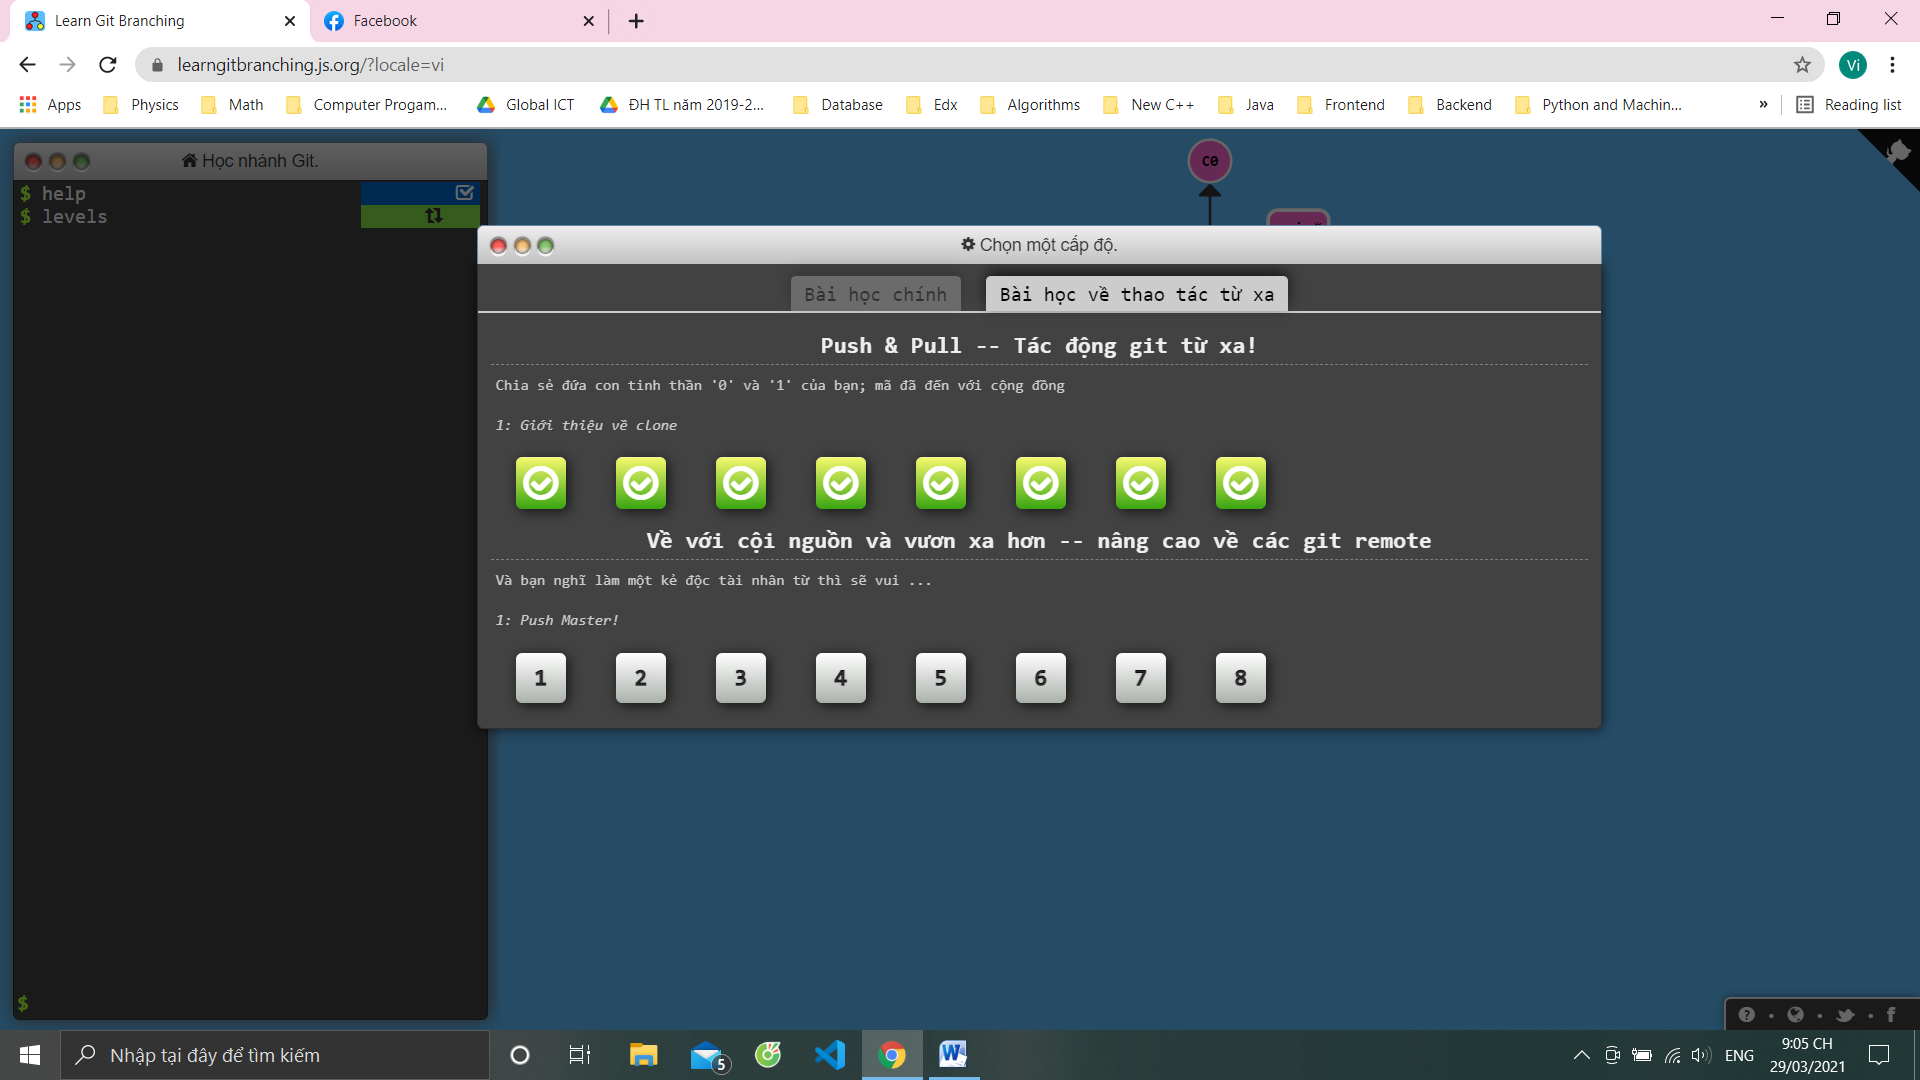 Learn Git Branching
Facebook
learngitbranching.js.org/?locale=vi
Vi
Apps
Physics
Math
Computer Progam...
Global ICT
ĐH TL năm 2019-2...
Database
Edx
Algorithms
New C++
Java
Frontend
Backend
Python and Machin...
»
Reading list
Học nhánh Git.
$ help
$ levels
C0
Chọn một cấp độ.
Bài học chính
Bài học về thao tác từ xa
Push & Pull -- Tác động git từ xa!
Chia sẻ đứa con tinh thần '0' và '1' của bạn; mã đã đến với cộng đồng
1: Giới thiệu về clone
Về với cội nguồn và vươn xa hơn -- nâng cao về các git remote
Và bạn nghĩ làm một kẻ độc tài nhân từ thì sẽ vui ...
1: Push Master!
1 2 3 4 5 6 7 8
$
Nhập tại đây để tìm kiếm
5
ENG
9:05 CH
29/03/2021